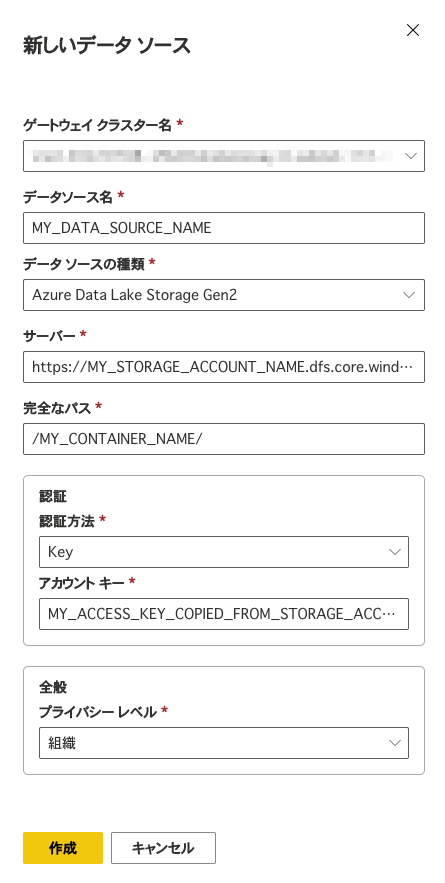 新しいデータ ソース
ゲートウェイ クラスター名 *
データソース名 *
MY_DATA_SOURCE_NAME
データ ソースの種類 *
Azure Data Lake Storage Gen2
サーバー *
https://MY_STORAGE_ACCOUNT_NAME.dfs.core.wind…
完全なパス *
/MY_CONTAINER_NAME/
認証
認証方法 *
Key
アカウント キー *
MY_ACCESS_KEY_COPIED_FROM_STORAGE_ACC…
全般
プライバシー レベル *
組織
作成 キャンセル